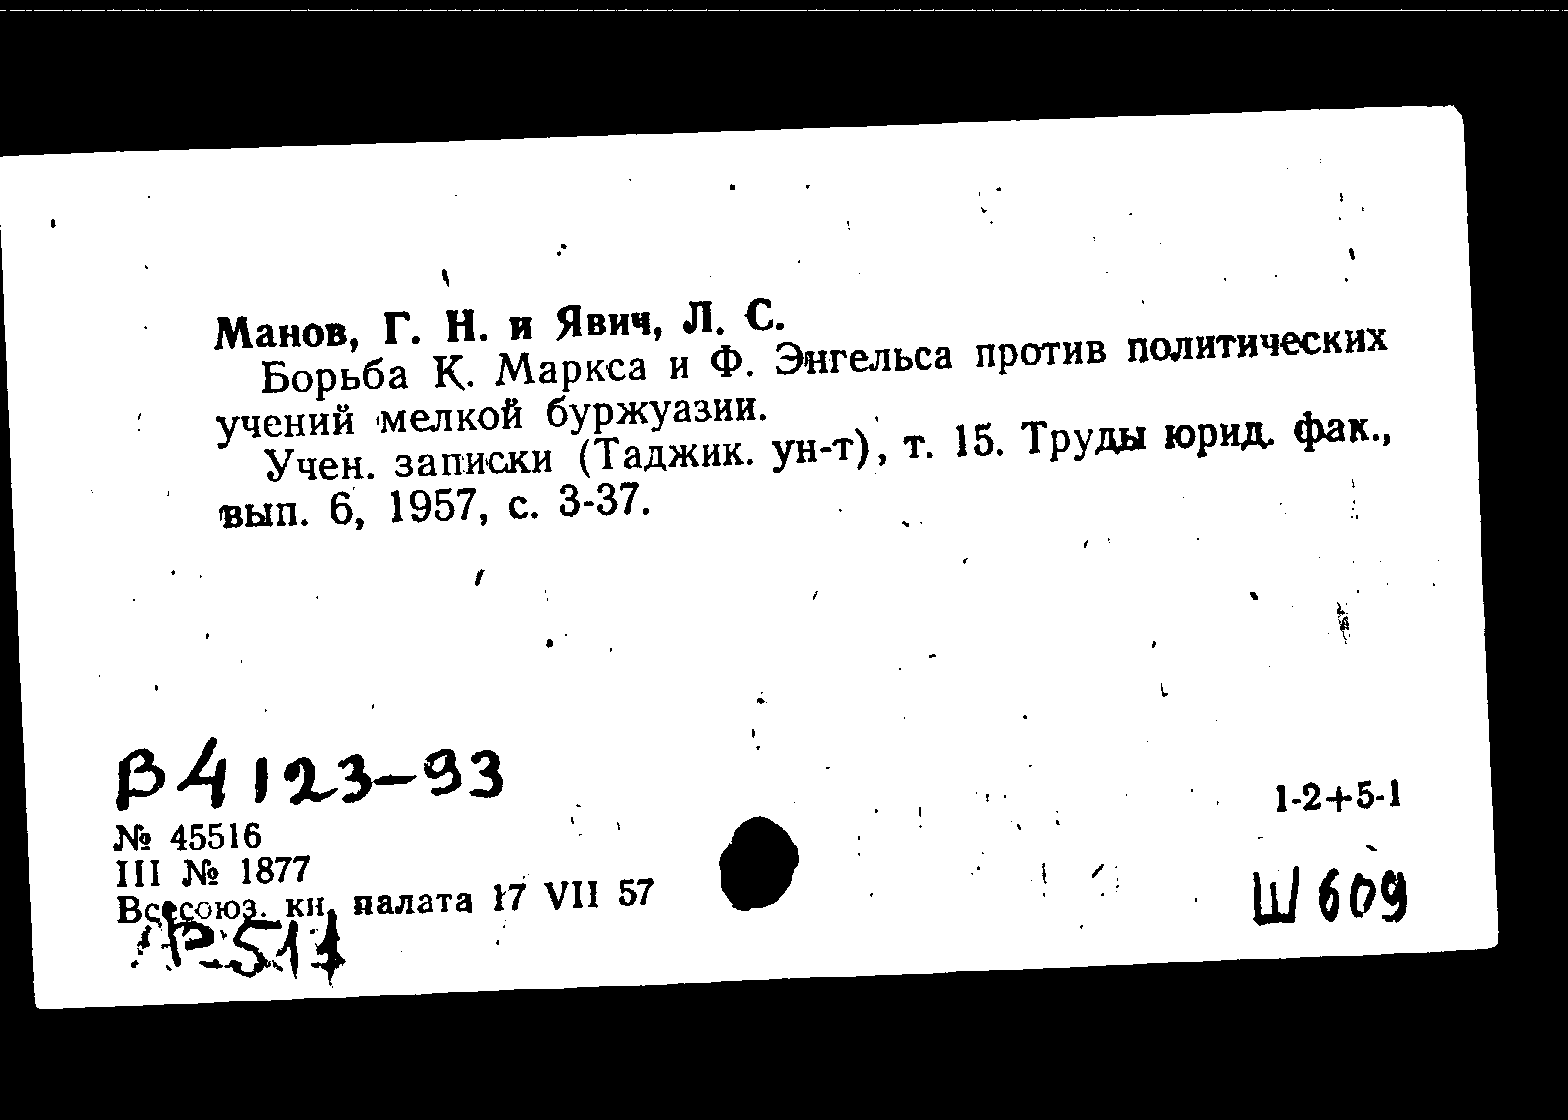 Манов, Г. Н. и Явич, Л. С.
Борьба К. Маркса и Ф. Энгельса против политических
учений мелкой буржуазии.
Учен. записки (Таджик. ун-т), т. 15. Труды юрид. фак.,
вып. 6, 1957, с. 3-37.
В4123-93
№ 45516
1-2+5-1
III № 1877
Всесоюз. кн. палата 17 VII 57
Ш609